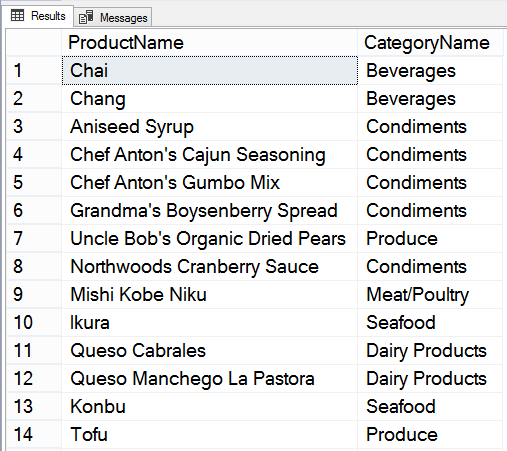 Results Messages
ProductName CategoryName
1 Chai Beverages
2 Chang Beverages
3 Aniseed Syrup Condiments
4 Chef Anton's Cajun Seasoning Condiments
5 Chef Anton's Gumbo Mix Condiments
6 Grandma's Boysenberry Spread Condiments
7 Uncle Bob's Organic Dried Pears Produce
8 Northwoods Cranberry Sauce Condiments
9 Mishi Kobe Niku Meat/Poultry
10 Ikura Seafood
11 Queso Cabrales Dairy Products
12 Queso Manchego La Pastora Dairy Products
13 Konbu Seafood
14 Tofu Produce